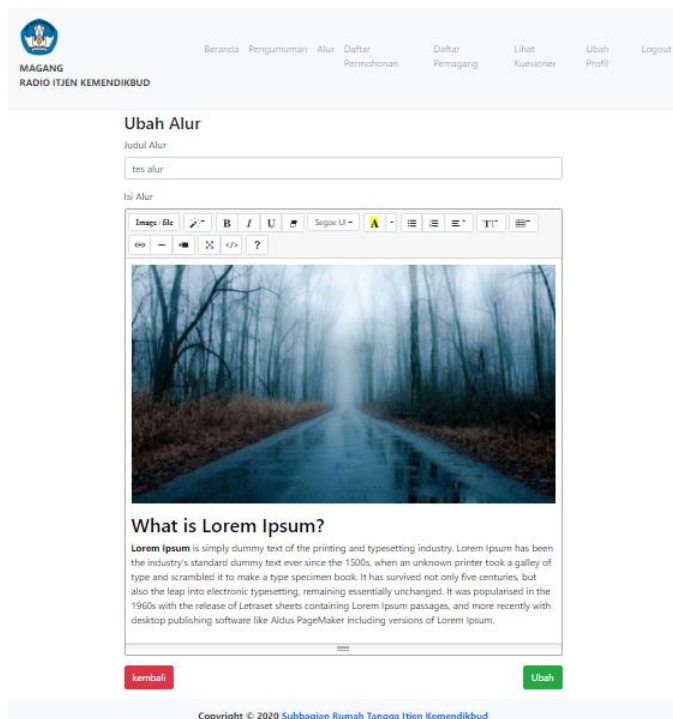 MAGANG
RADIO ITJEN KEMENDIKBUD
Beranda Pengumuman Alur Daftar Permohonan Daftar Pemagang Lihat Kuesioner Ubah Profil Logout
Ubah Alur
Judul Alur
tes alur
Isi Alur
Image / file B I U Segoe UI A T
</> ?
What is Lorem Ipsum?
Lorem Ipsum is simply dummy text of the printing and typesetting industry. Lorem Ipsum has been
the industry's standard dummy text ever since the 1500s, when an unknown printer took a galley of
type and scrambled it to make a type specimen book. It has survived not only five centuries, but
also the leap into electronic typesetting, remaining essentially unchanged. It was popularised in the
1960s with the release of Letraset sheets containing Lorem Ipsum passages, and more recently with
desktop publishing software like Aldus PageMaker including versions of Lorem Ipsum.
kembali Ubah
Copyright © 2020 Subbagian Rumah Tangga Itjen Kemendikbud